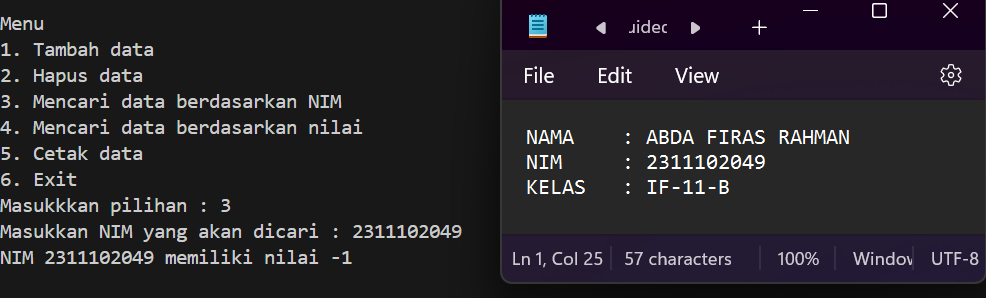 Menu
1. Tambah data
2. Hapus data
3. Mencari data berdasarkan NIM
4. Mencari data berdasarkan nilai
5. Cetak data
6. Exit
Masukkkan pilihan : 3
Masukkan NIM yang akan dicari : 2311102049
NIM 2311102049 memiliki nilai -1
File Edit View
NAMA : ABDA FIRAS RAHMAN
NIM : 2311102049
KELAS : IF-11-B
Ln 1, Col 25 57 characters 100% UTF-8